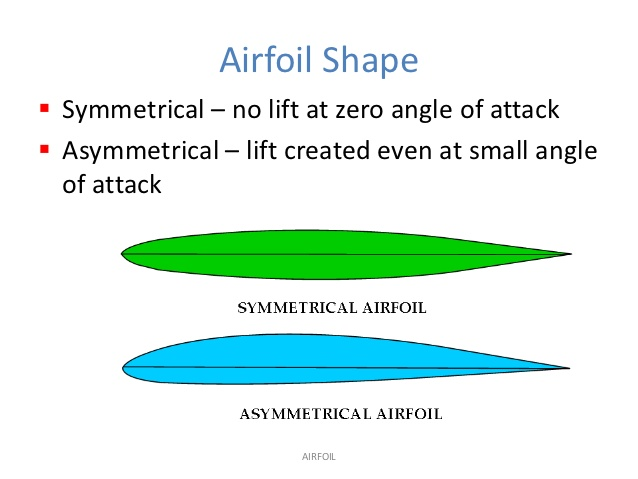 Airfoil Shape
▪ Symmetrical – no lift at zero angle of attack
▪ Asymmetrical – lift created even at small angle
of attack
SYMMETRICAL AIRFOIL
ASYMMETRICAL AIRFOIL
AIRFOIL